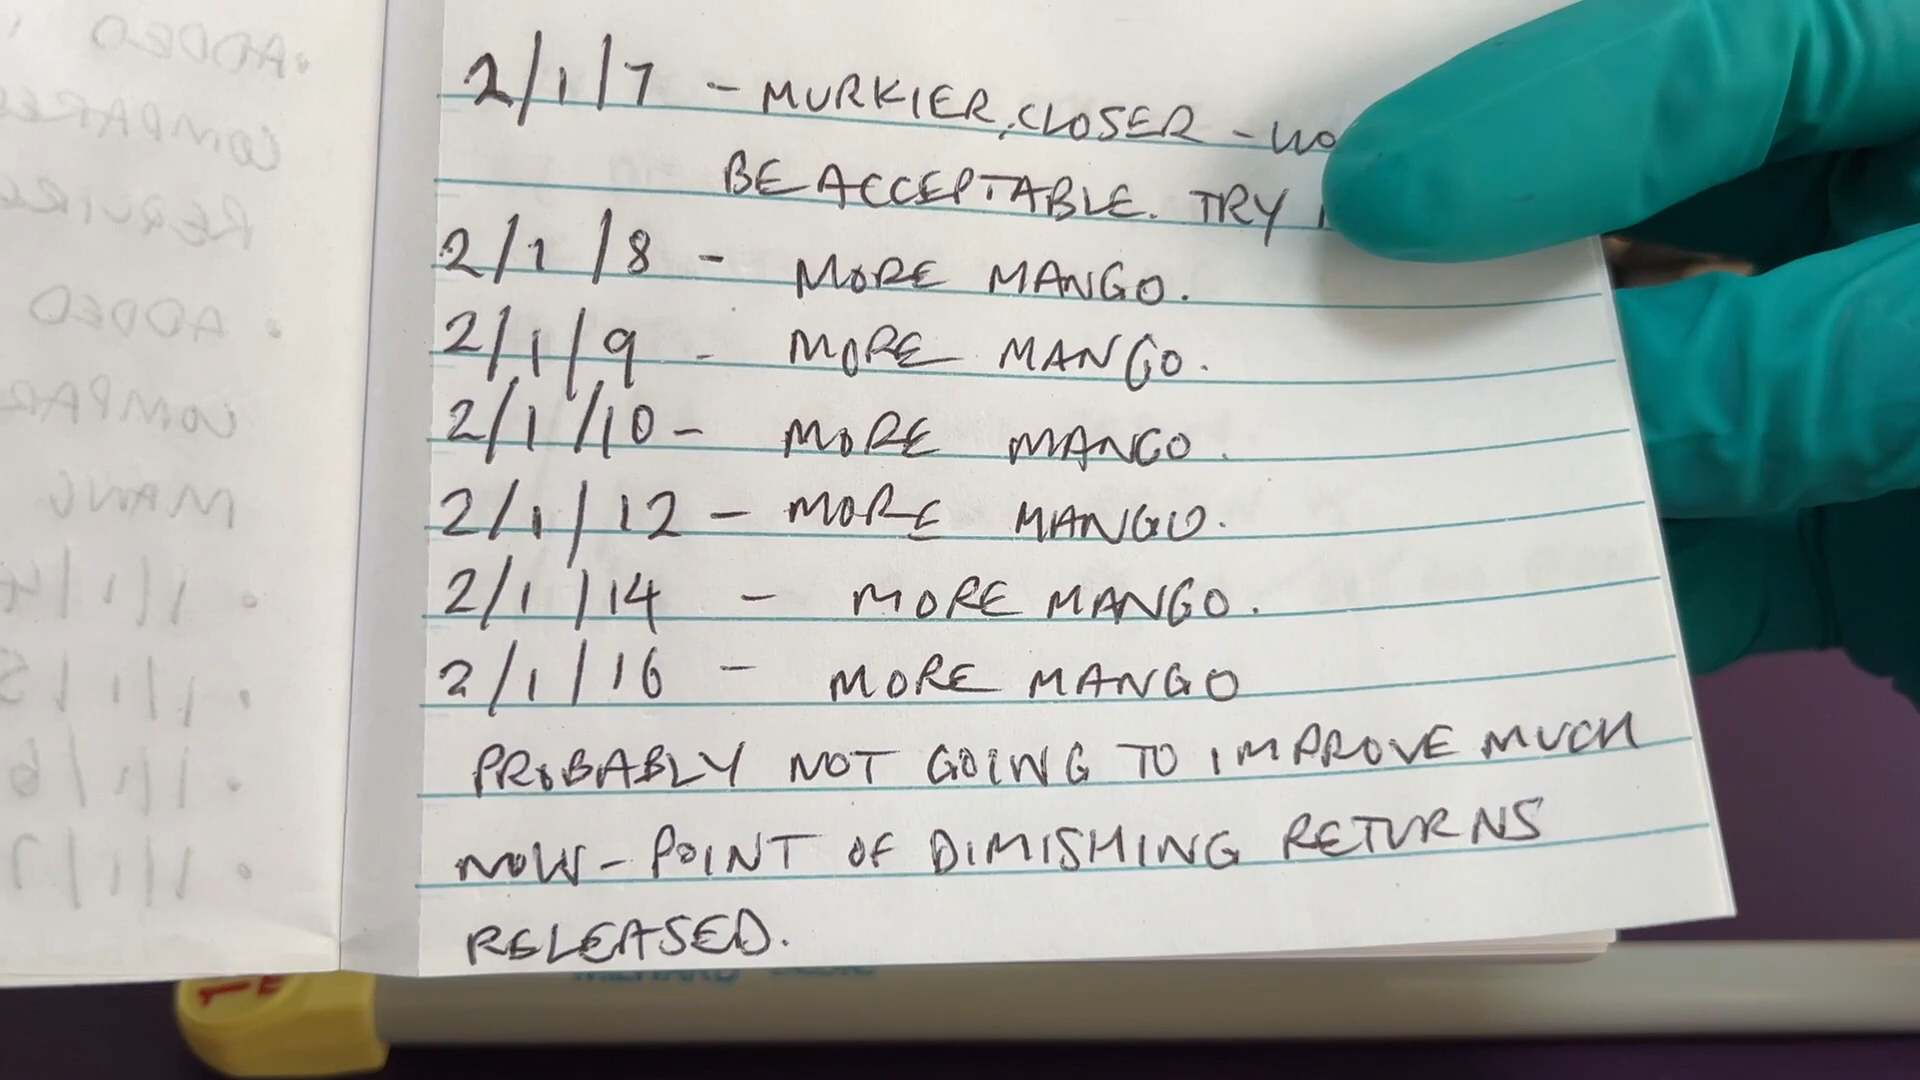 2/1/7 - MURKIER, CLOSER -
BE ACCEPTABLE. TRY
2/1/8 - MORE MANGO.
2/1/9 - MORE MANGO.
2/1/10 - MORE MANGO.
2/1/12 - MORE MANGO.
2/1/14 - MORE MANGO.
2/1/16 - MORE MANGO
PROBABLY NOT GOING TO IMPROVE MUCH
NOW - POINT OF DIMISHING RETURNS
RELEASED.